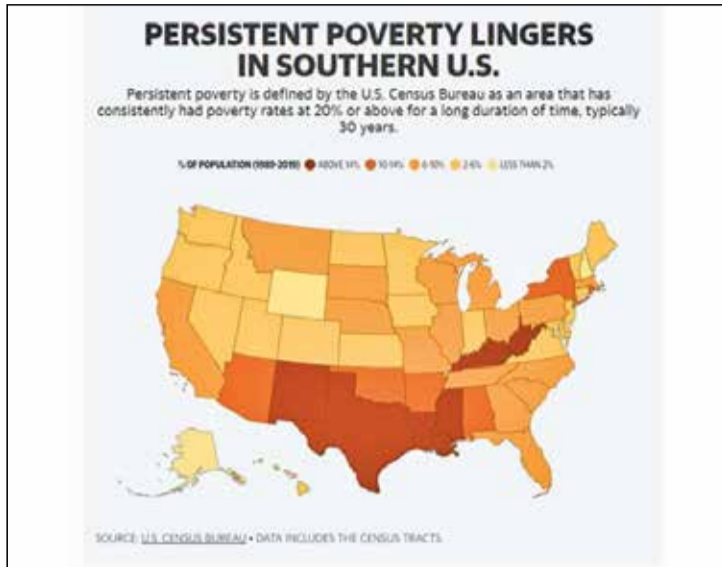 PERSISTENT POVERTY LINGERS
IN SOUTHERN U.S.
Persistent poverty is defined by the U.S. Census Bureau as an area that has
consistently had poverty rates at 20% or above for a long duration of time, typically
30 years.
% OF POPULATION (1989-2019) ABOVE 14% 10-14% 6-10% 2-6% LESS THAN 2%
SOURCE: U.S. CENSUS BUREAU • DATA INCLUDES THE CENSUS TRACTS.